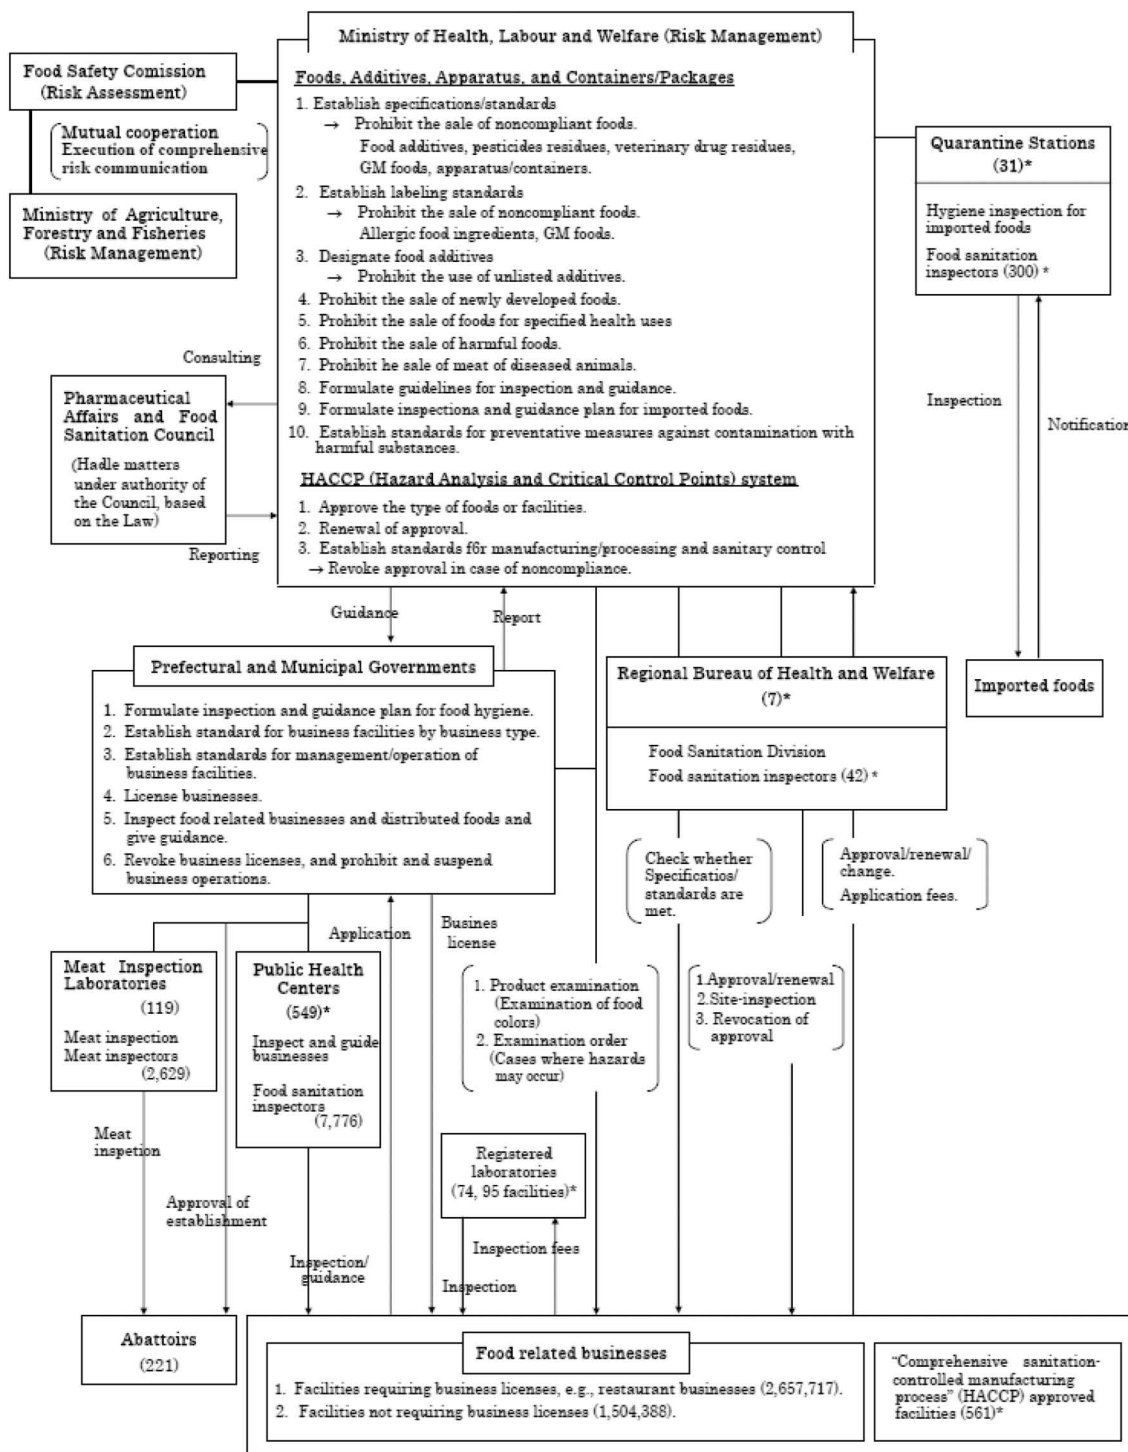 Ministry of Health, Labour and Welfare (Risk Management)
Food Safety Comission
(Risk Assessment)
Mutual cooperation
Execution of comprehensive
risk communication
Ministry of Agriculture,
Forestry and Fisheries
(Risk Management)
Foods, Additives, Apparatus, and Containers/Packages
1. Establish specifications/standards
→ Prohibit the sale of noncompliant foods.
Food additives, pesticides residues, veterinary drug residues,
GM foods, apparatus/containers.
2. Establish labeling standards
→ Prohibit the sale of noncompliant foods.
Allergic food ingredients, GM foods.
3. Designate food additives
→ Prohibit the use of unlisted additives.
4. Prohibit the sale of newly developed foods.
5. Prohibit the sale of foods for specified health uses
6. Prohibit the sale of harmful foods.
7. Prohibit he sale of meat of diseased animals.
8. Formulate guidelines for inspection and guidance.
9. Formulate inspectiona and guidance plan for imported foods.
10. Establish standards for preventative measures against contamination with
harmful substances.
HACCP (Hazard Analysis and Critical Control Points) system
1. Approve the type of foods or facilities.
2. Renewal of approval.
3. Establish standards f6r manufacturing/processing and sanitary control
→ Revoke approval in case of noncompliance.
Quarantine Stations
(31)*
Hygiene inspection for
imported foods
Food sanitation
inspectors (300) *
Inspection
Notification
Imported foods
Consulting
Pharmaceutical
Affairs and Food
Sanitation Council
(Hadle matters
under authority of
the Council, based
on the Law)
Reporting
Guidance
Report
Prefectural and Municipal Governments
1. Formulate inspection and guidance plan for food hygiene.
2. Establish standard for business facilities by business type.
3. Establish standards for management/operation of
business facilities.
4. License businesses.
5. Inspect food related businesses and distributed foods and
give guidance.
6. Revoke business licenses, and prohibit and suspend
business operations.
Regional Bureau of Health and Welfare
(7)*
Food Sanitation Division
Food sanitation inspectors (42) *
Check whether
Specificatios/
standards are
met.
Approval/renewal/
change.
Application fees.
Application
Busines
license
Meat Inspection
Laboratories
(119)
Meat inspection
Meat inspectors
(2,629)
Public Health
Centers
(549)*
Inspect and guide
businesses
Food sanitation
inspectors
(7,776)
1. Product examination
(Examination of food
colors)
2. Examination order
(Cases where hazards
may occur)
1.Approval/renewal
2.Site-inspection
3. Revocation of
approval
Meat
inspetion
Approval of
establishment
Registered
laboratories
(74, 95 facilities)*
Inspection/
guidance
Inspection fees
Inspection
Abattoirs
(221)
Food related businesses
1. Facilities requiring business licenses, e.g., restaurant businesses (2,657,717).
2. Facilities not requiring business licenses (1,504,388).
"Comprehensive sanitation-
controlled manufacturing
process" (HACCP) approved
facilities (561)*